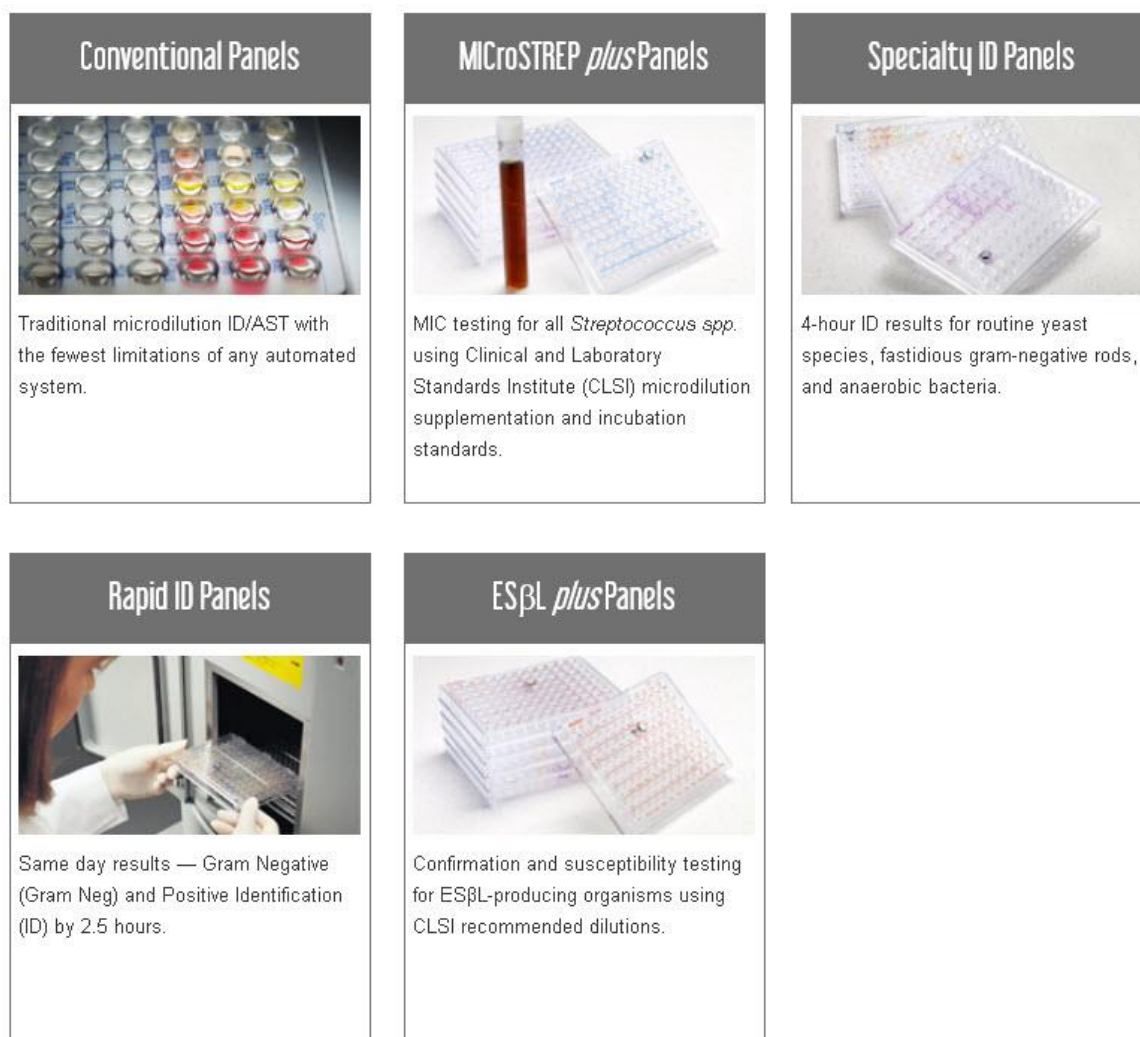 Conventional Panels
Traditional microdilution ID/AST with
the fewest limitations of any automated
system.
MICroSTREP plus Panels
MIC testing for all Streptococcus spp.
using Clinical and Laboratory
Standards Institute (CLSI) microdilution
supplementation and incubation
standards.
Specialty ID Panels
4-hour ID results for routine yeast
species, fastidious gram-negative rods,
and anaerobic bacteria.
Rapid ID Panels
Same day results — Gram Negative
(Gram Neg) and Positive Identification
(ID) by 2.5 hours.
ESβL plus Panels
Confirmation and susceptibility testing
for ESβL-producing organisms using
CLSI recommended dilutions.